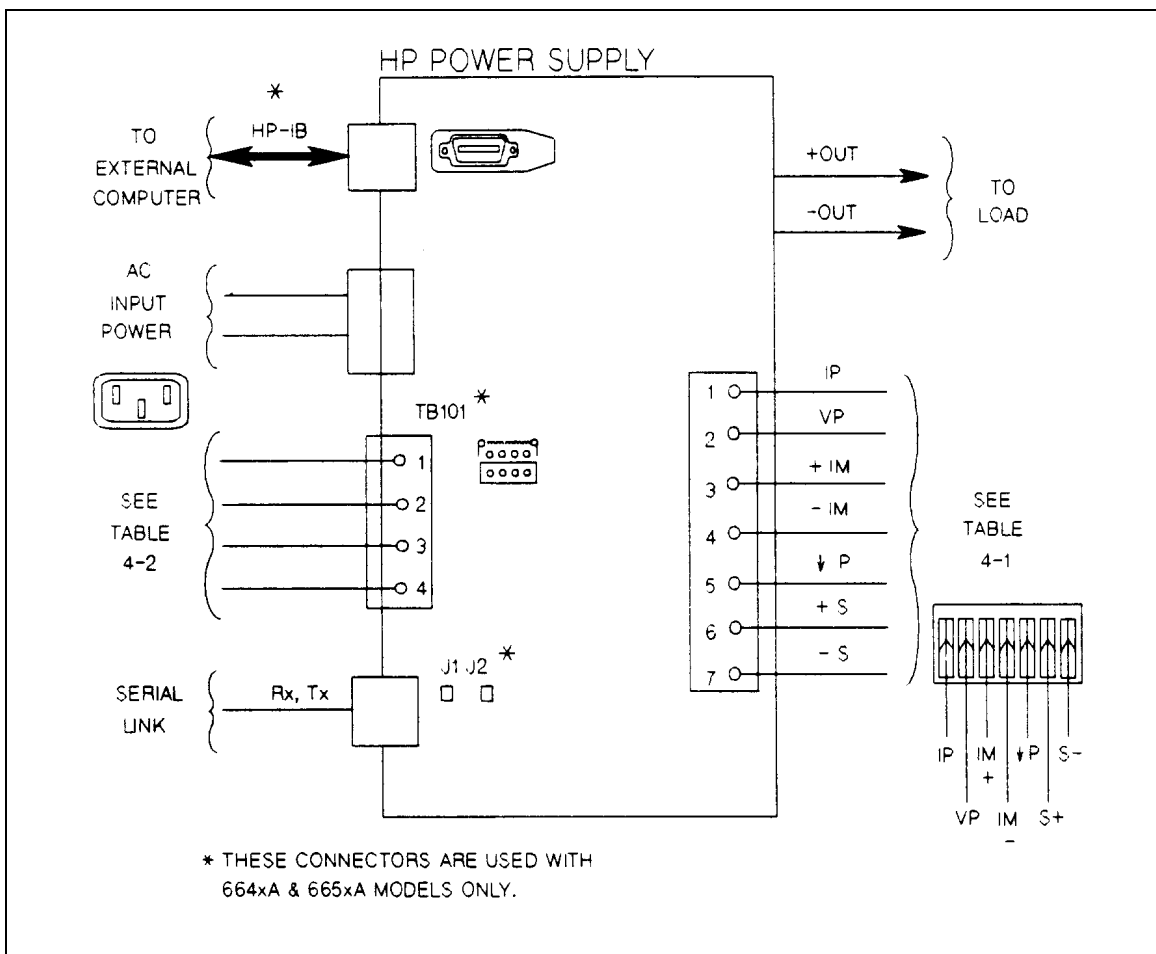 HP POWER SUPPLY
*
TO
EXTERNAL
COMPUTER
HP-IB
+OUT
-OUT
TO
LOAD
AC
INPUT
POWER
TB101 *
1
2
3
4
SEE
TABLE
4-2
1
2
3
4
5
6
7
IP
VP
+ IM
- IM
↓ P
+ S
- S
SEE
TABLE
4-1
J1 J2 *
SERIAL
LINK
Rx, Tx
IP
IM
+
↓ P
S-
VP
IM
-
S+
* THESE CONNECTORS ARE USED WITH
664xA & 665xA MODELS ONLY.